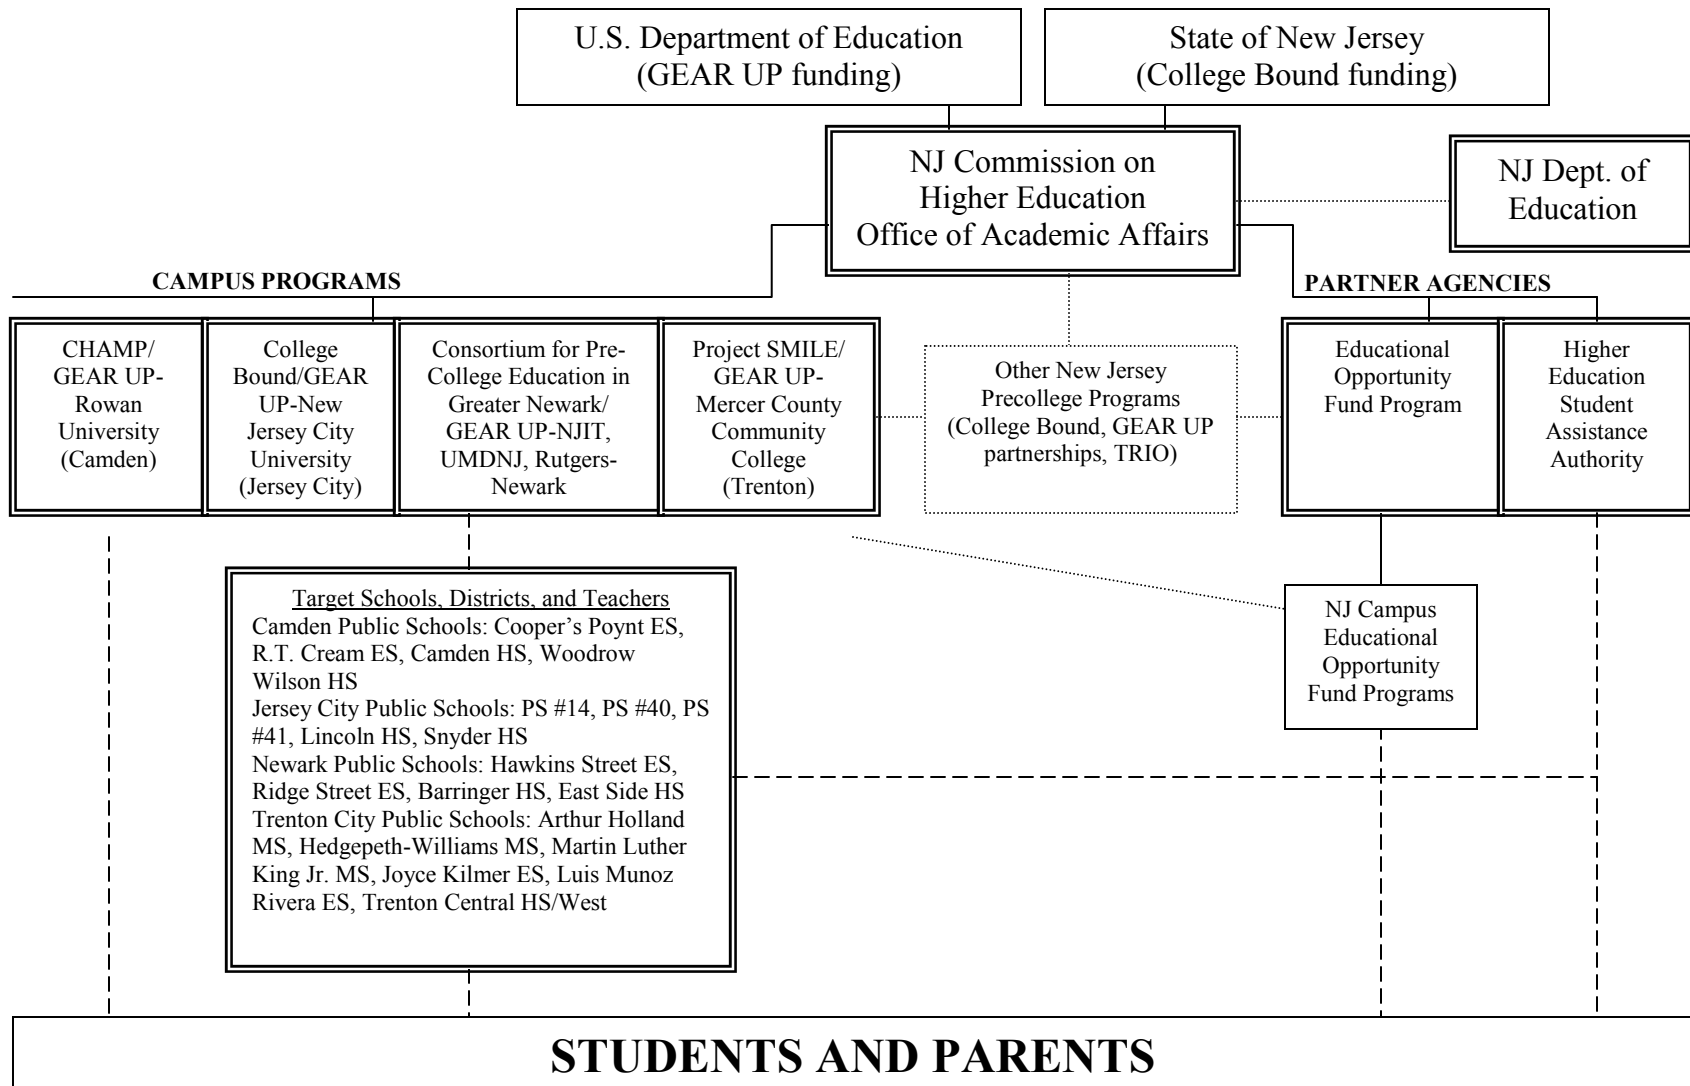 U.S. Department of Education
(GEAR UP funding)
State of New Jersey
(College Bound funding)
NJ Commission on
Higher Education
Office of Academic Affairs
NJ Dept. of
Education
CAMPUS PROGRAMS
PARTNER AGENCIES
CHAMP/
GEAR UP-
Rowan
University
(Camden)
College
Bound/GEAR
UP-New
Jersey City
University
(Jersey City)
Consortium for Pre-
College Education in
Greater Newark/
GEAR UP-NJIT,
UMDNJ, Rutgers-
Newark
Project SMILE/
GEAR UP-
Mercer County
Community
College
(Trenton)
Other New Jersey
Precollege Programs
(College Bound, GEAR UP
partnerships, TRIO)
Educational
Opportunity
Fund Program
Higher
Education
Student
Assistance
Authority
Target Schools, Districts, and Teachers
Camden Public Schools: Cooper's Poynt ES,
R.T. Cream ES, Camden HS, Woodrow
Wilson HS
Jersey City Public Schools: PS #14, PS #40, PS
#41, Lincoln HS, Snyder HS
Newark Public Schools: Hawkins Street ES,
Ridge Street ES, Barringer HS, East Side HS
Trenton City Public Schools: Arthur Holland
MS, Hedgepeth-Williams MS, Martin Luther
King Jr. MS, Joyce Kilmer ES, Luis Munoz
Rivera ES, Trenton Central HS/West
NJ Campus
Educational
Opportunity
Fund Programs
STUDENTS AND PARENTS